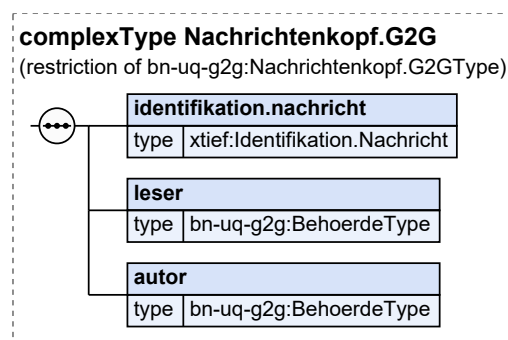 complexType Nachrichtenkopf.G2G
(restriction of bn-uq-g2g:Nachrichtenkopf.G2GType)
identifikation.nachricht
type xtief:Identifikation.Nachricht
leser
type bn-uq-g2g:BehoerdeType
autor
type bn-uq-g2g:BehoerdeType